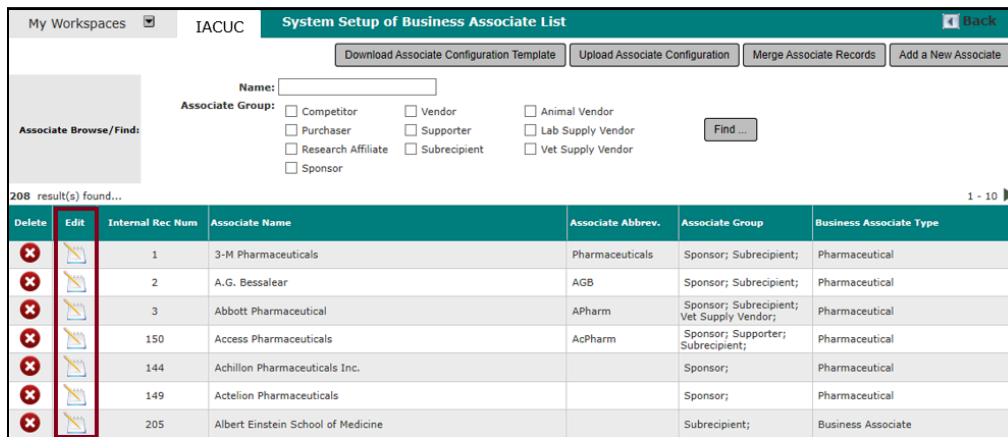 My Workspaces IACUC System Setup of Business Associate List Back
Download Associate Configuration Template Upload Associate Configuration Merge Associate Records Add a New Associate
Associate Browse/Find:
Name:
Associate Group:
Competitor Vendor Animal Vendor
Purchaser Supporter Lab Supply Vendor
Research Affiliate Subrecipient Vet Supply Vendor
Sponsor
Find ...
208 result(s) found... 1 - 10
Delete Edit Internal Rec Num Associate Name Associate Abbrev. Associate Group Business Associate Type
1 3-M Pharmaceuticals Pharmaceuticals Sponsor; Subrecipient; Pharmaceutical
2 A.G. Bessalear AGB Sponsor; Subrecipient; Pharmaceutical
3 Abbott Pharmaceutical APharm Sponsor; Subrecipient; Vet Supply Vendor; Pharmaceutical
150 Access Pharmaceuticals AcPharm Sponsor; Supporter; Subrecipient; Pharmaceutical
144 Achillon Pharmaceuticals Inc. Sponsor; Pharmaceutical
149 Actelion Pharmaceuticals Sponsor; Pharmaceutical
205 Albert Einstein School of Medicine Subrecipient; Business Associate